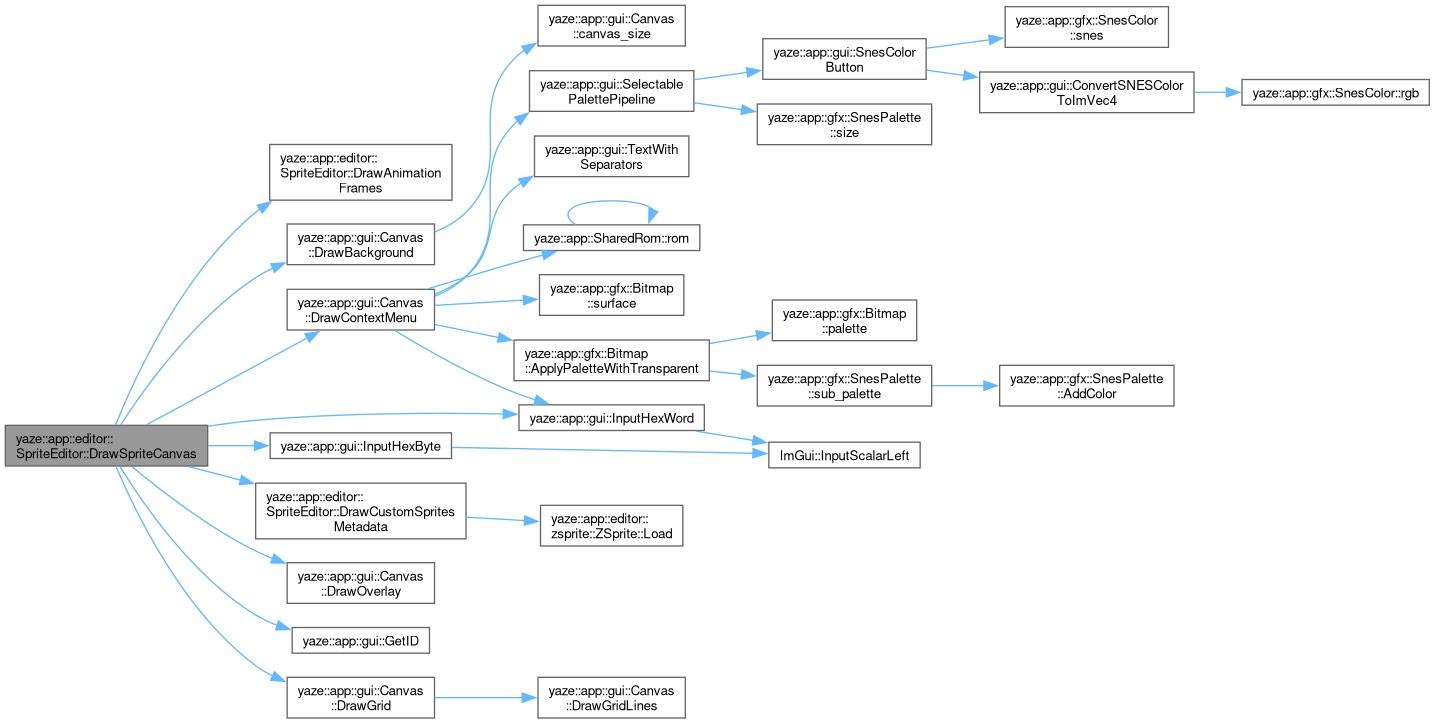 yaze::app::editor::
SpriteEditor::DrawSpriteCanvas
yaze::app::editor::
SpriteEditor::DrawAnimation
Frames
yaze::app::gui::Canvas
::DrawBackground
yaze::app::gui::Canvas
::DrawContextMenu
yaze::app::gui::InputHexByte
yaze::app::editor::
SpriteEditor::DrawCustomSprites
Metadata
yaze::app::gui::Canvas
::DrawOverlay
yaze::app::gui::GetID
yaze::app::gui::Canvas
::DrawGrid
yaze::app::gui::Canvas
::canvas_size
yaze::app::gui::Selectable
PalettePipeline
yaze::app::gui::TextWith
Separators
yaze::app::SharedRom::rom
yaze::app::gfx::Bitmap
::surface
yaze::app::gfx::Bitmap
::ApplyPaletteWithTransparent
yaze::app::gui::InputHexWord
yaze::app::editor::
zsprite::ZSprite::Load
yaze::app::gui::Canvas
::DrawGridLines
yaze::app::gui::SnesColor
Button
yaze::app::gfx::SnesPalette
::size
yaze::app::gfx::Bitmap
::palette
yaze::app::gfx::SnesPalette
::sub_palette
ImGui::InputScalarLeft
yaze::app::gfx::SnesColor
::snes
yaze::app::gui::ConvertSNESColor
ToImVec4
yaze::app::gfx::SnesPalette
::AddColor
yaze::app::gfx::SnesColor::rgb